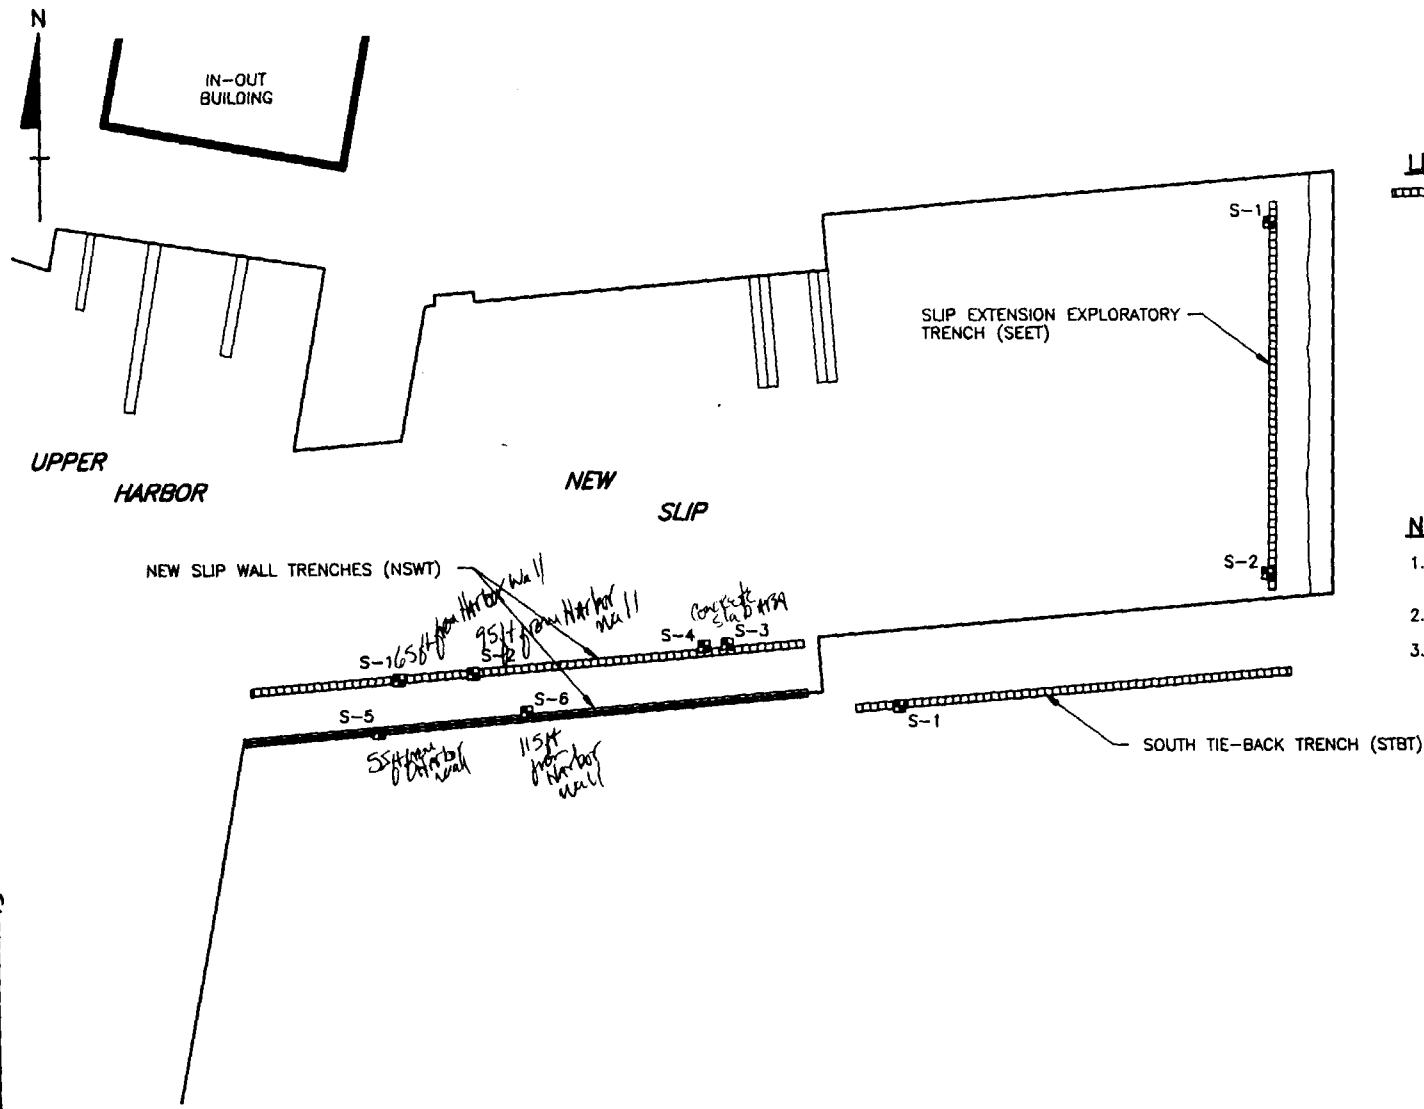 N
IN-OUT
BUILDING
S-1
SLIP EXTENSION EXPLORATORY
TRENCH (SEET)
UPPER
HARBOR
NEW
SLIP
S-2
N
1.
2.
3.
NEW SLIP WALL TRENCHES (NSWT)
S-1
65ft from Harbor Wall
S-2
95ft from Harbor
Wall
S-4
S-3
Concrete
slab AREA
S-5
55ft from
Harbor
wall
S-6
115ft
from
Harbor
Wall
S-1
SOUTH TIE-BACK TRENCH (STBT)